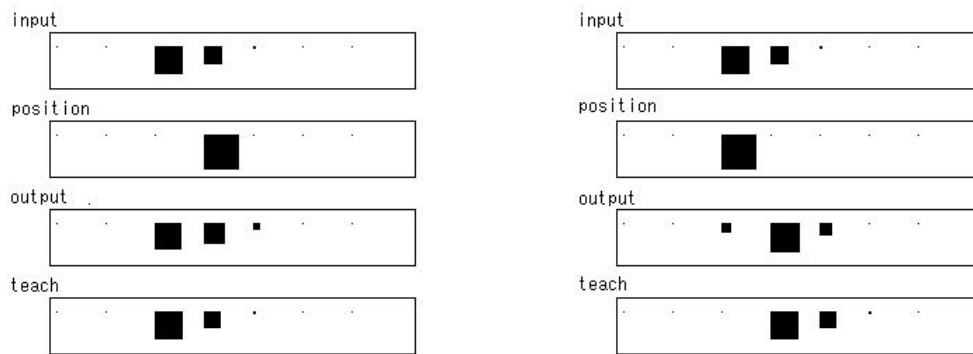 input
position
output
teach
input
position
output
teach